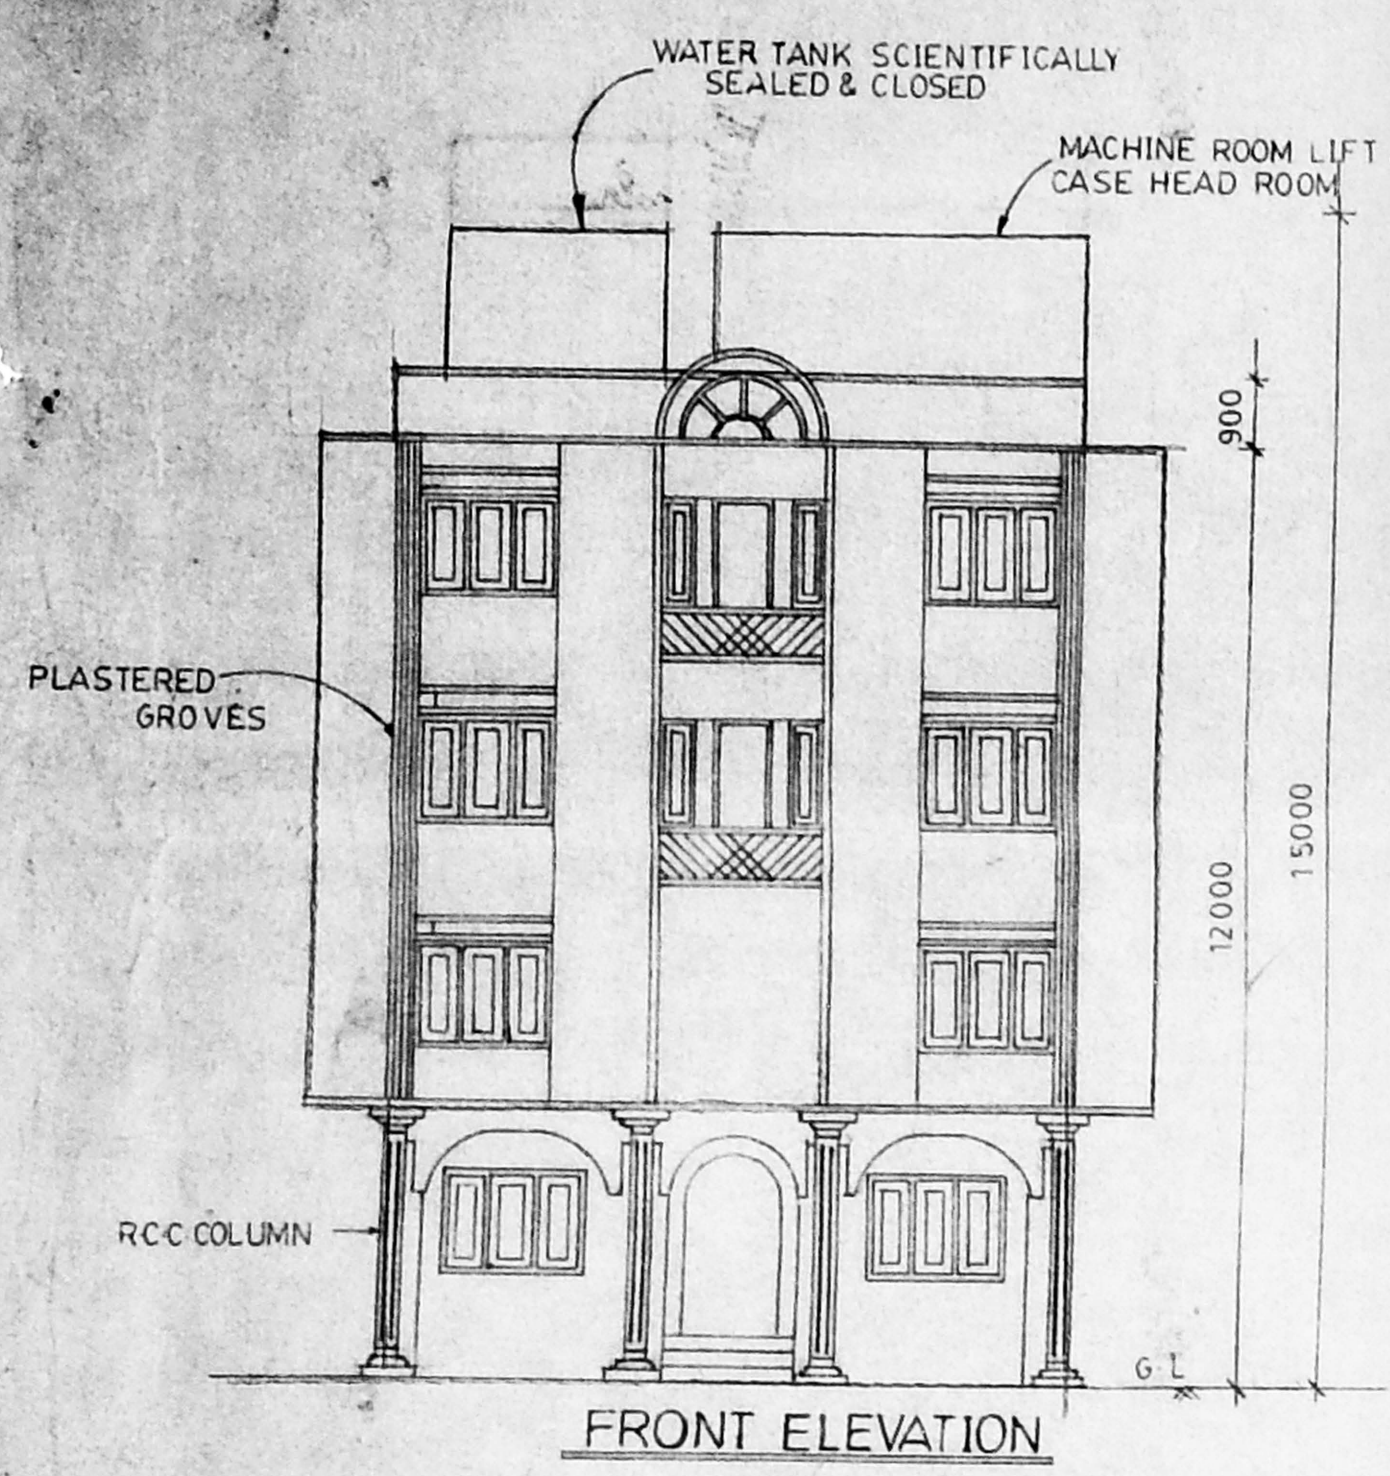 WATER TANK SCIENTIFICALLY
SEALED & CLOSED
MACHINE ROOM LIFT
CASE HEAD ROOM
900
PLASTERED
GROVES
15000
12000
R.C.C COLUMN
G.L
FRONT ELEVATION